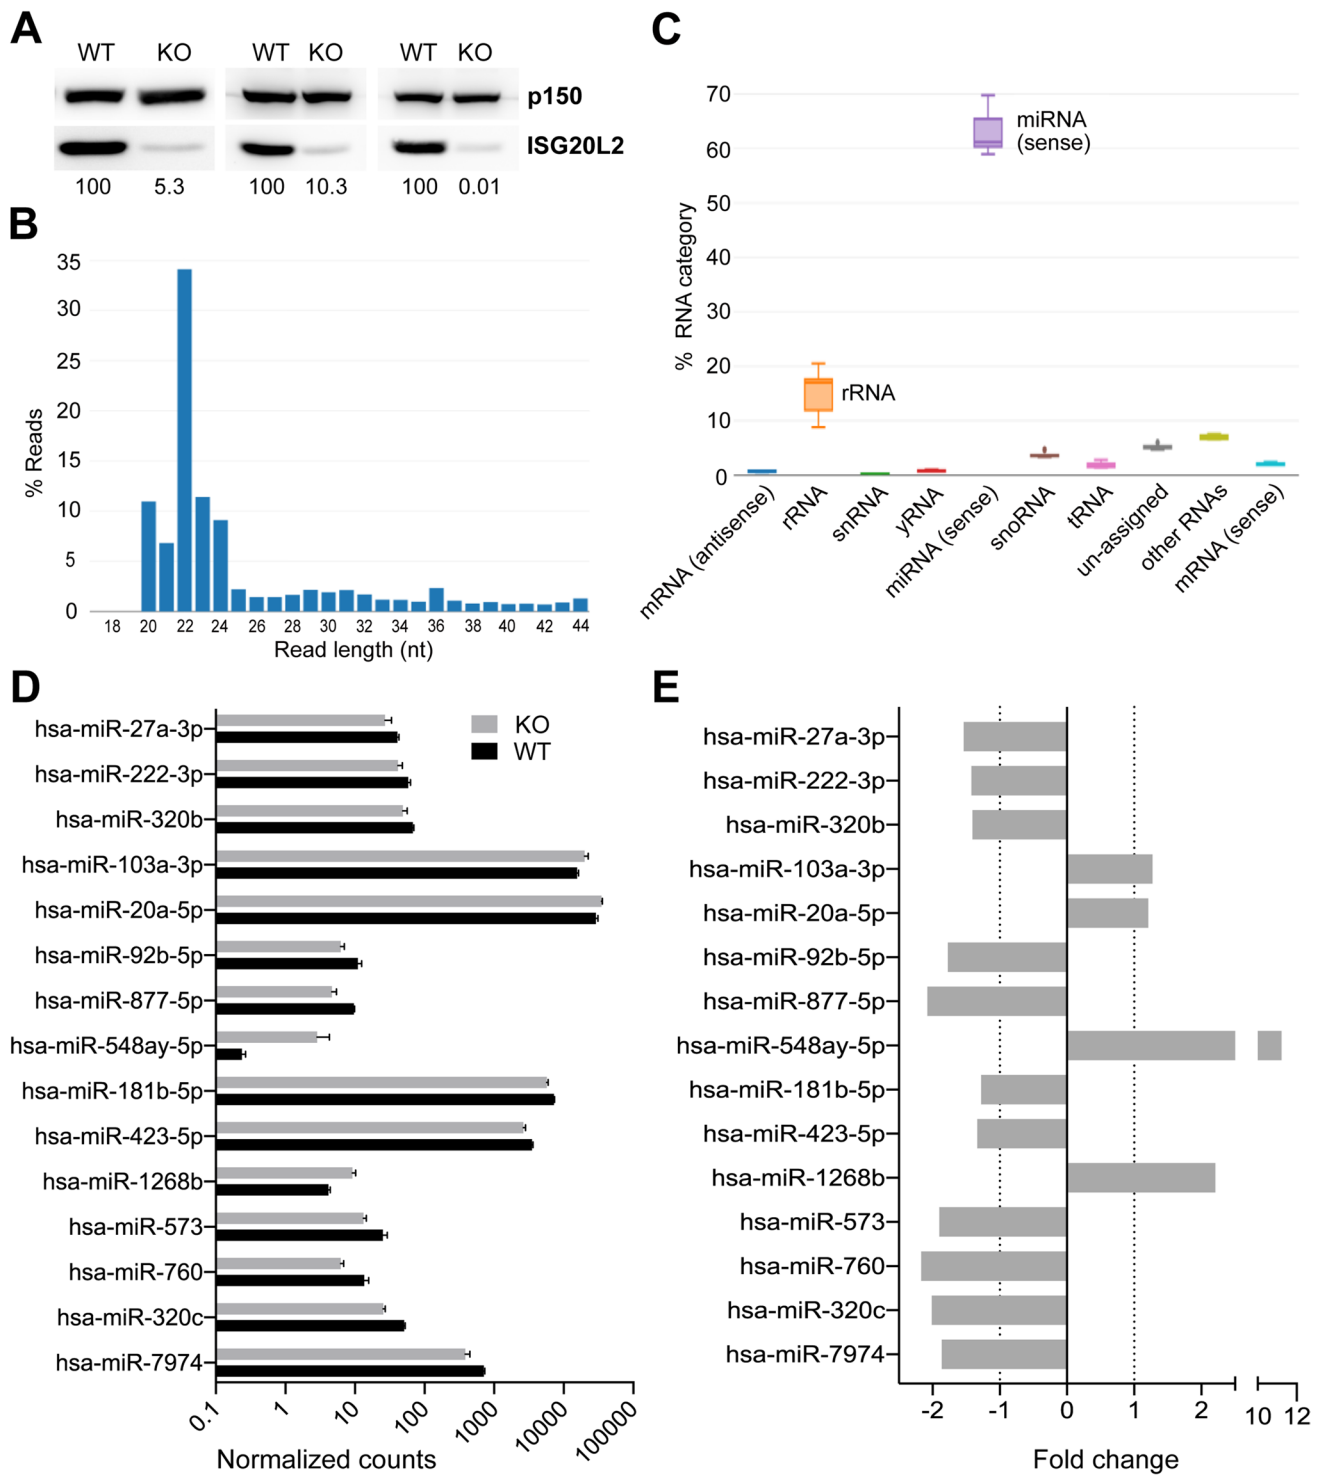 A
WT KO WT KO WT KO
p150
ISG20L2
100 5.3 100 10.3 100 0.01
B
35
30
25
20
15
10
5
0
% Reads
18 20 22 24 26 28 30 32 34 36 38 40 42 44
Read length (nt)
C
70
60
50
40
30
20
10
0
% RNA category
miRNA
(sense)
rRNA
mRNA (antisense)
rRNA
snRNA
yRNA
miRNA (sense)
snoRNA
tRNA
un-assigned
other RNAs
mRNA (sense)
D
KO
WT
hsa-miR-27a-3p
hsa-miR-222-3p
hsa-miR-320b
hsa-miR-103a-3p
hsa-miR-20a-5p
hsa-miR-92b-5p
hsa-miR-877-5p
hsa-miR-548ay-5p
hsa-miR-181b-5p
hsa-miR-423-5p
hsa-miR-1268b
hsa-miR-573
hsa-miR-760
hsa-miR-320c
hsa-miR-7974
0.1 1 10 100 1000 10000 100000
Normalized counts
E
hsa-miR-27a-3p
hsa-miR-222-3p
hsa-miR-320b
hsa-miR-103a-3p
hsa-miR-20a-5p
hsa-miR-92b-5p
hsa-miR-877-5p
hsa-miR-548ay-5p
hsa-miR-181b-5p
hsa-miR-423-5p
hsa-miR-1268b
hsa-miR-573
hsa-miR-760
hsa-miR-320c
hsa-miR-7974
-2 -1 0 1 2 10 12
Fold change